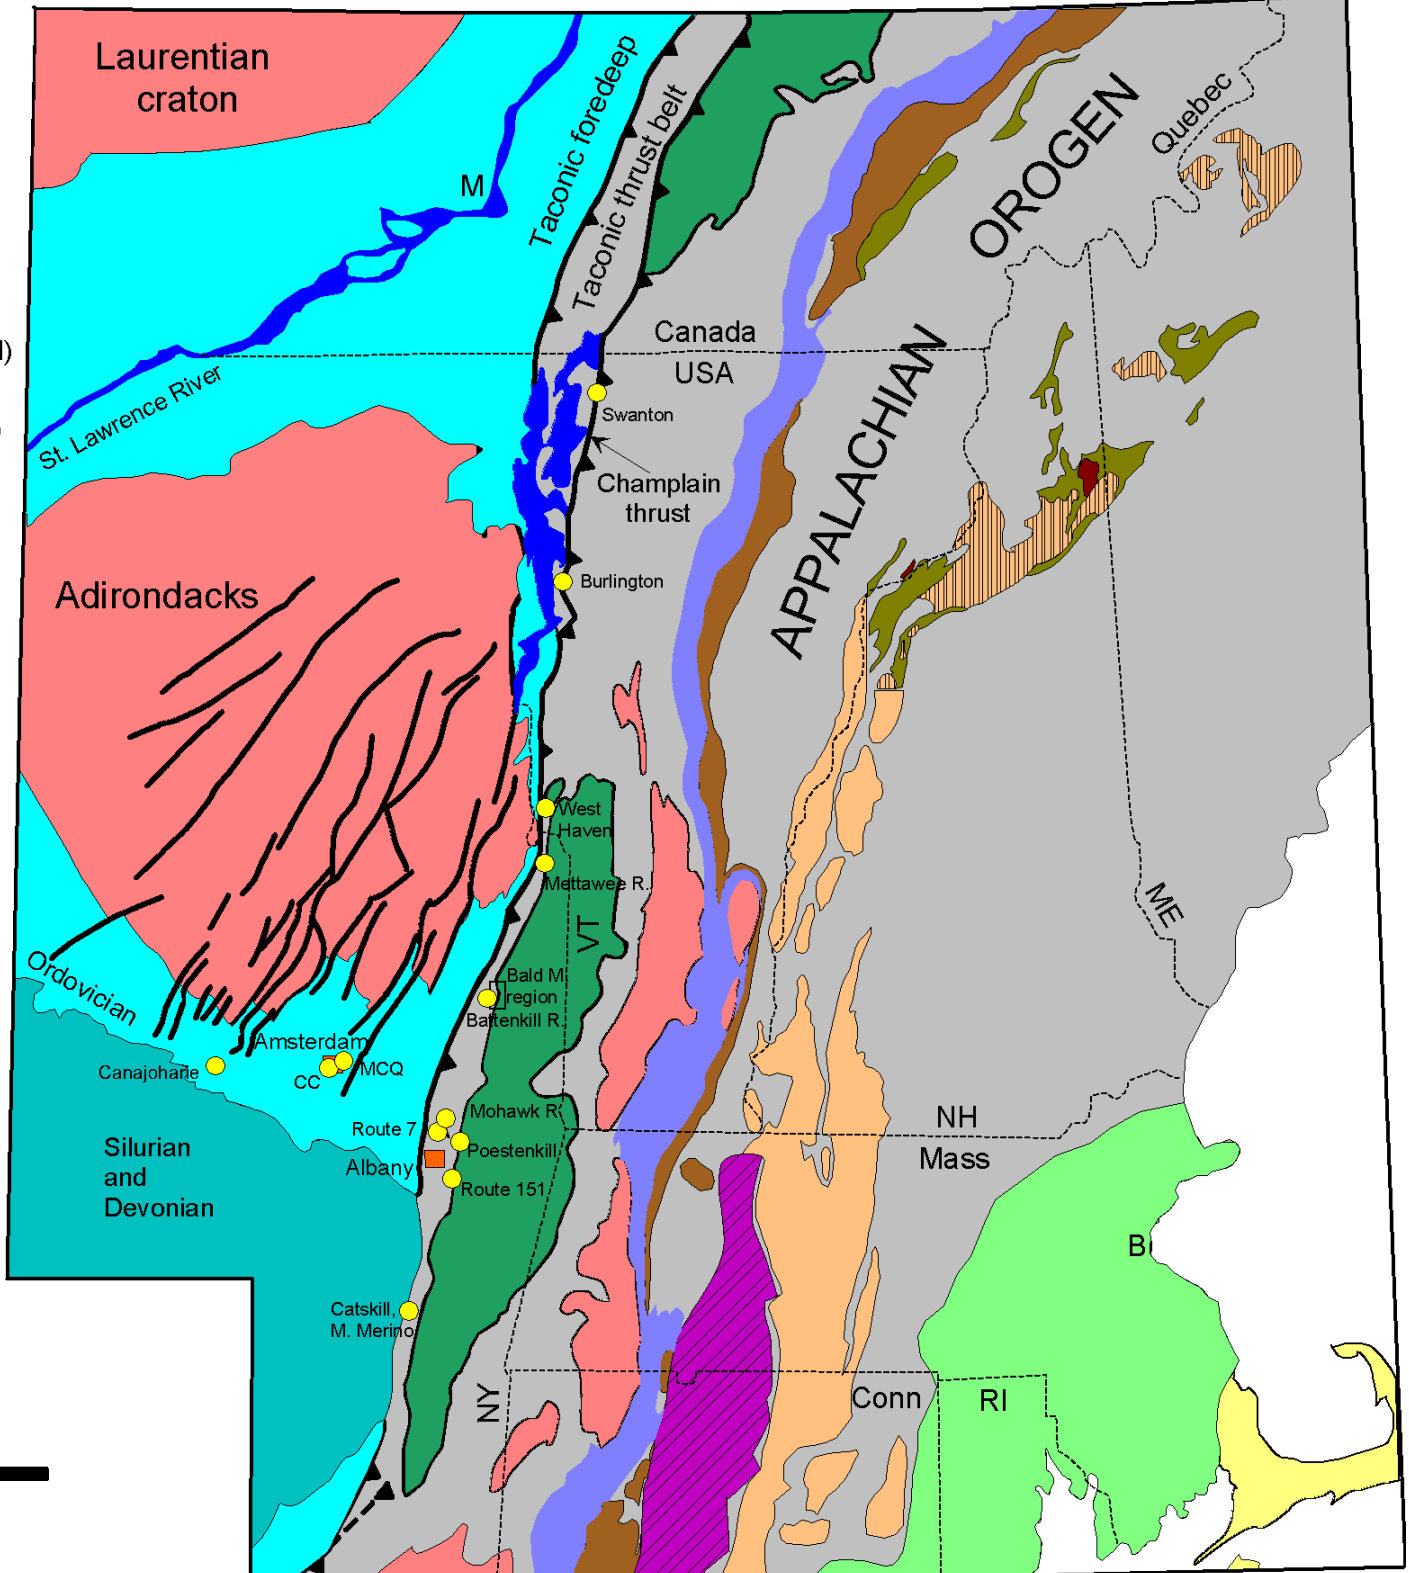 Laurentian
craton
Taconic foredeep
Taconic thrust belt
M
OROGEN
Quebec
Canada
USA
l)
St. Lawrence River
Swanton
APPALACHIAN
Champlain
thrust
Adirondacks
Burlington
West
Haven
Mettawee R.
VT
ME
Ordovician
Bald M.
region
Battenkill R.
Amsterdam
Canajoharie
CC
MCQ
Mohawk R.
Route 7
Poestenkill
NH
Mass
Albany
Route 151
Silurian
and
Devonian
B
Catskill,
M. Merino
NY
Conn
RI